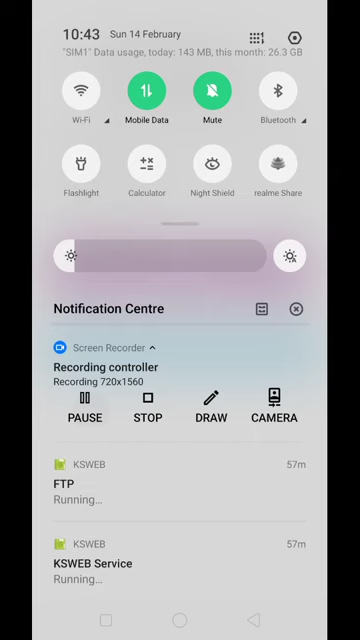 10:43 Sun 14 February
"SIM1" Data usage, today: 143 MB, this month: 26.3 GB
Wi-Fi Mobile Data Mute Bluetooth
Flashlight Calculator Night Shield realme Share
Notification Centre
Screen Recorder
Recording controller
Recording 720x1560
PAUSE STOP DRAW CAMERA
KSWEB 57m
FTP
Running...
KSWEB 57m
KSWEB Service
Running...